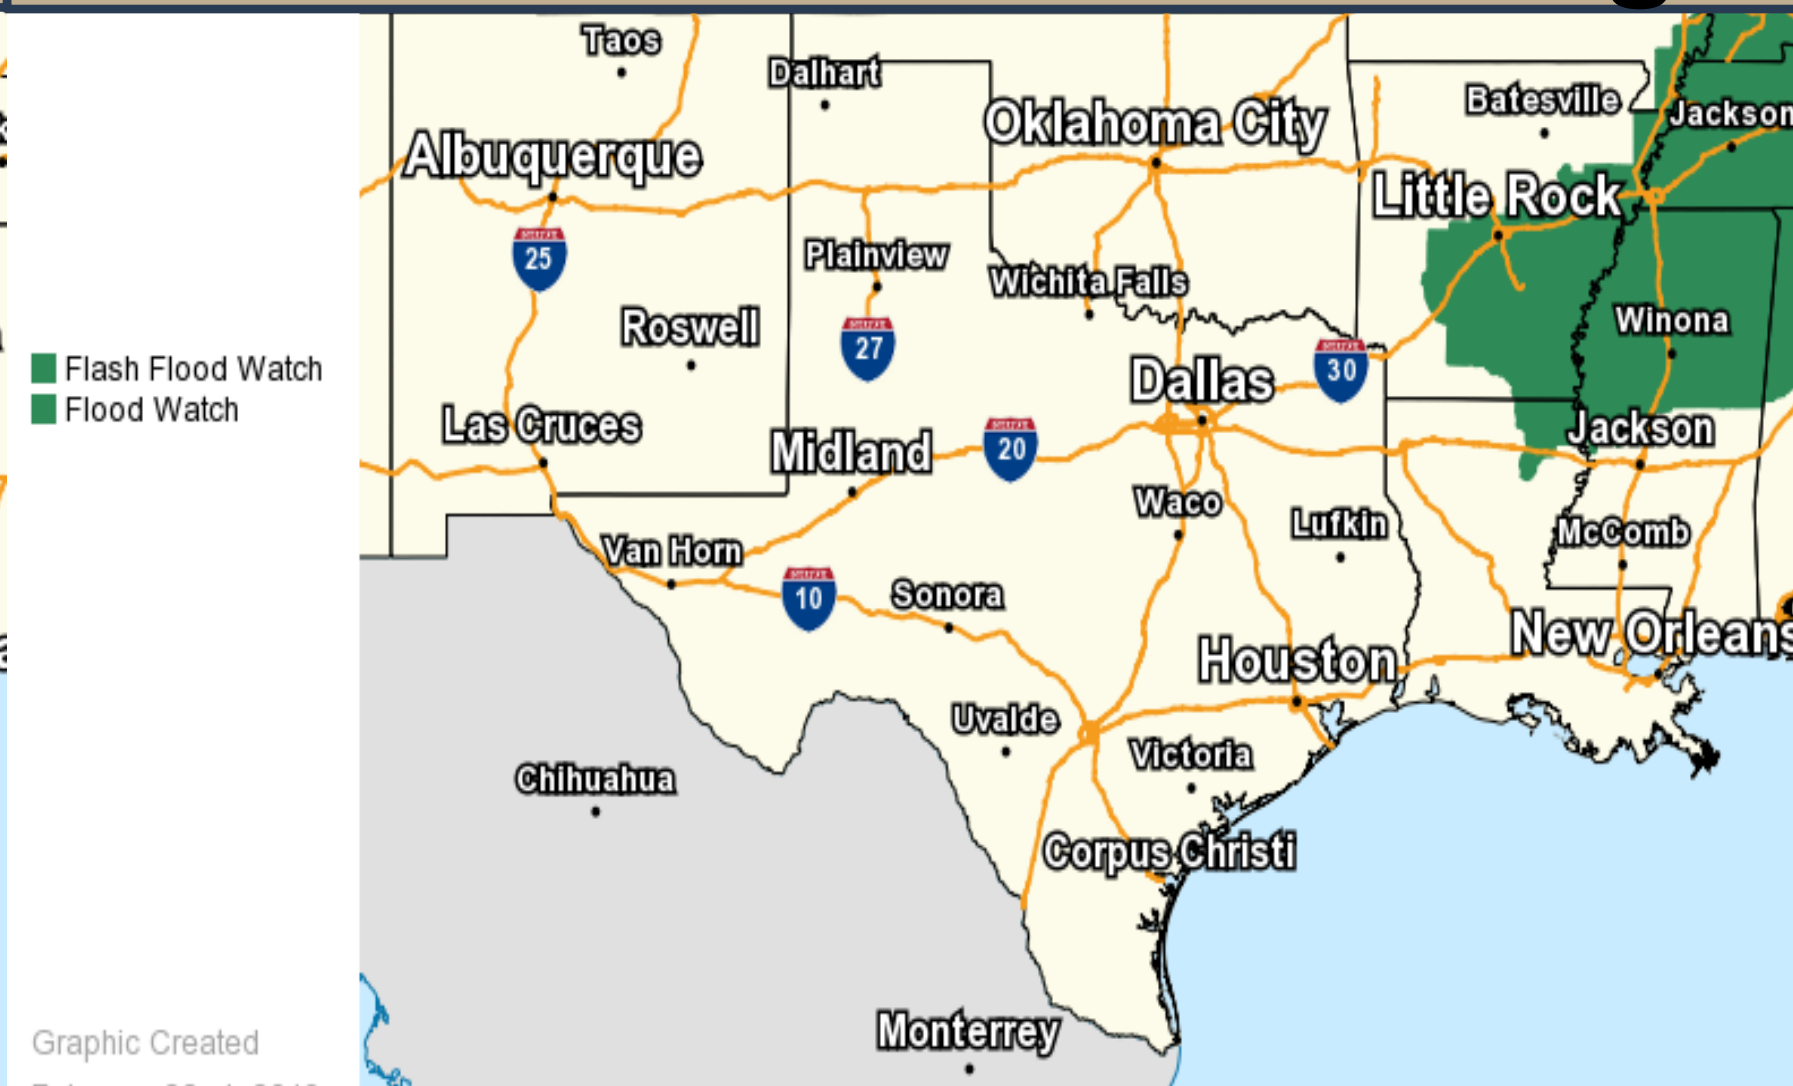 Taos
Dalhart
Oklahoma City
Batesville
Jackson
Albuquerque
Little Rock
25
Plainview
Wichita Falls
Roswell
27
Winona
Flash Flood Watch
Flood Watch
Dallas
30
Las Cruces
Midland
20
Jackson
Waco
Lufkin
McComb
Van Horn
10
Sonora
New Orleans
Houston
Uvalde
Victoria
Chihuahua
Corpus Christi
Monterrey
Graphic Created